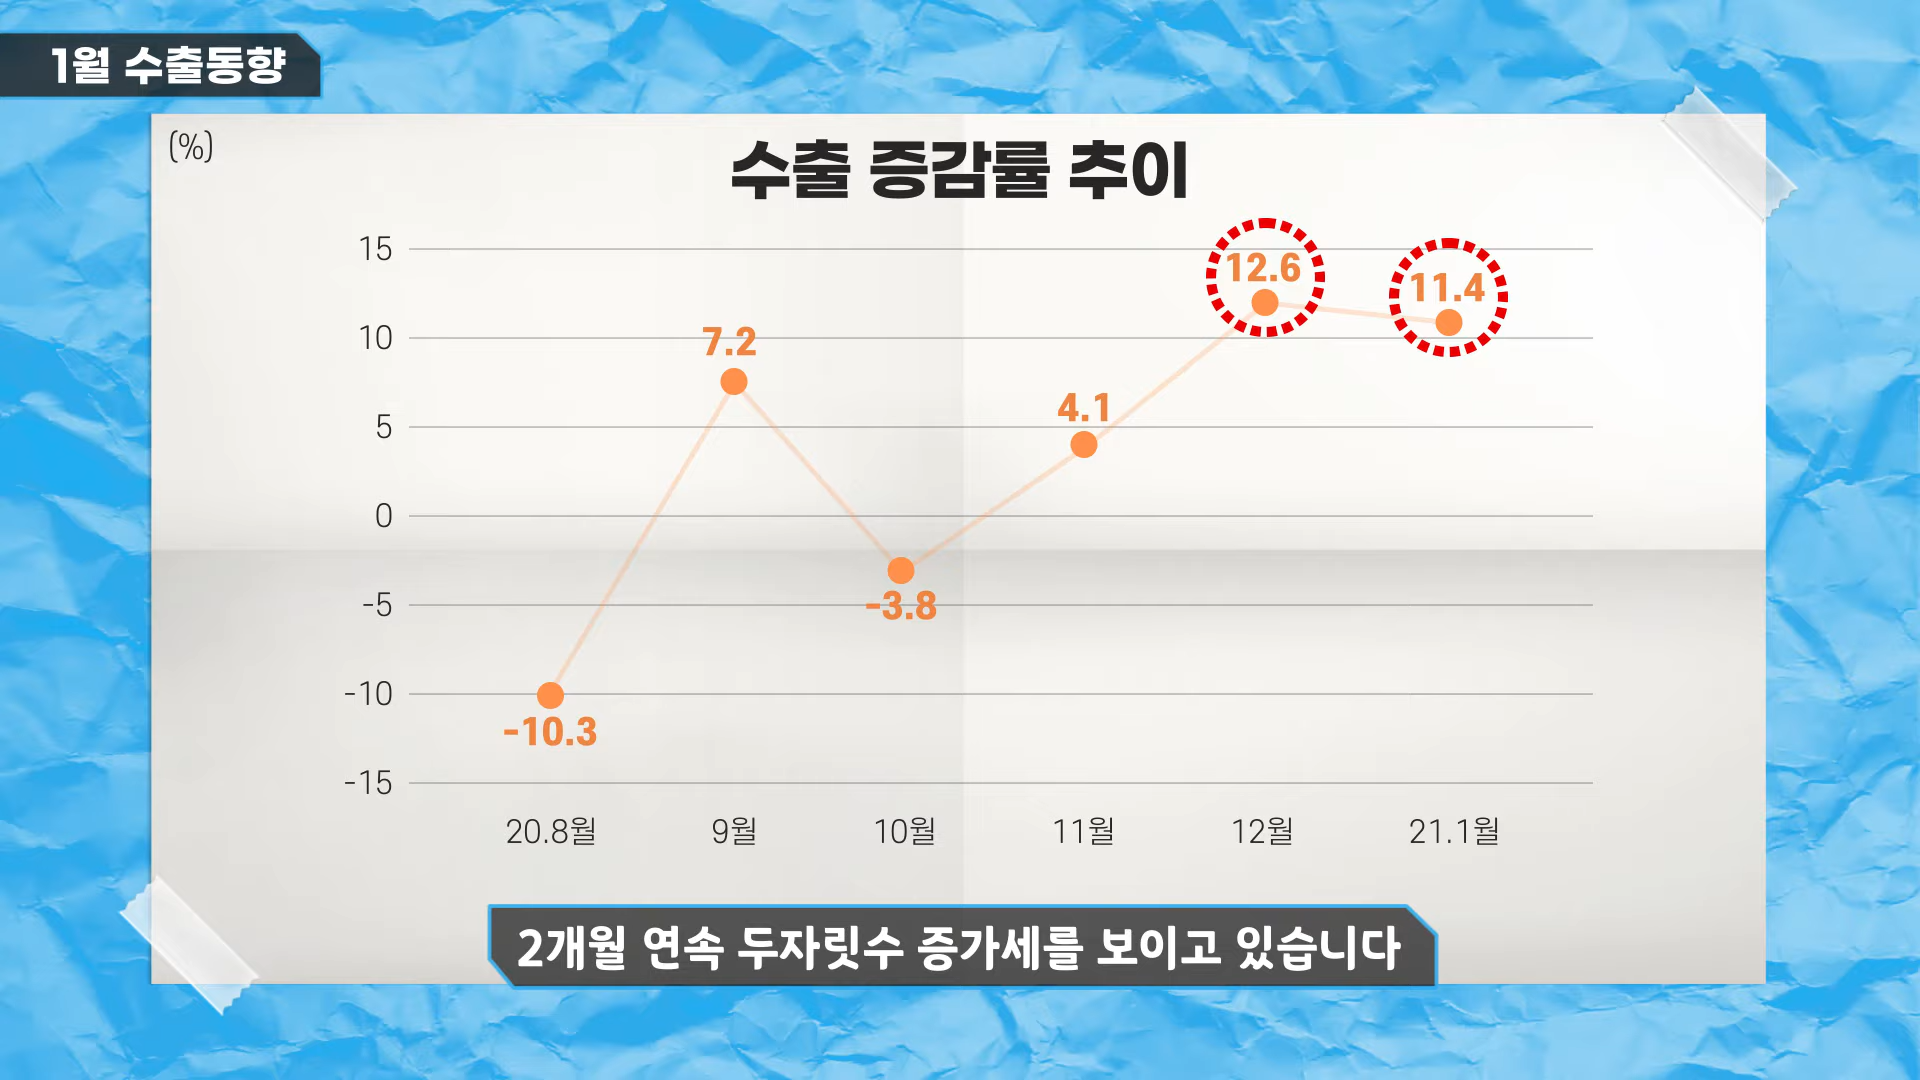 1월 수출동향
(%)
수출 증감률 추이
15
10
5
0
-5
-10
-15
-10.3
7.2
-3.8
4.1
12.6
11.4
20.8월
9월
10월
11월
12월
21.1월
2개월 연속 두자릿수 증가세를 보이고 있습니다